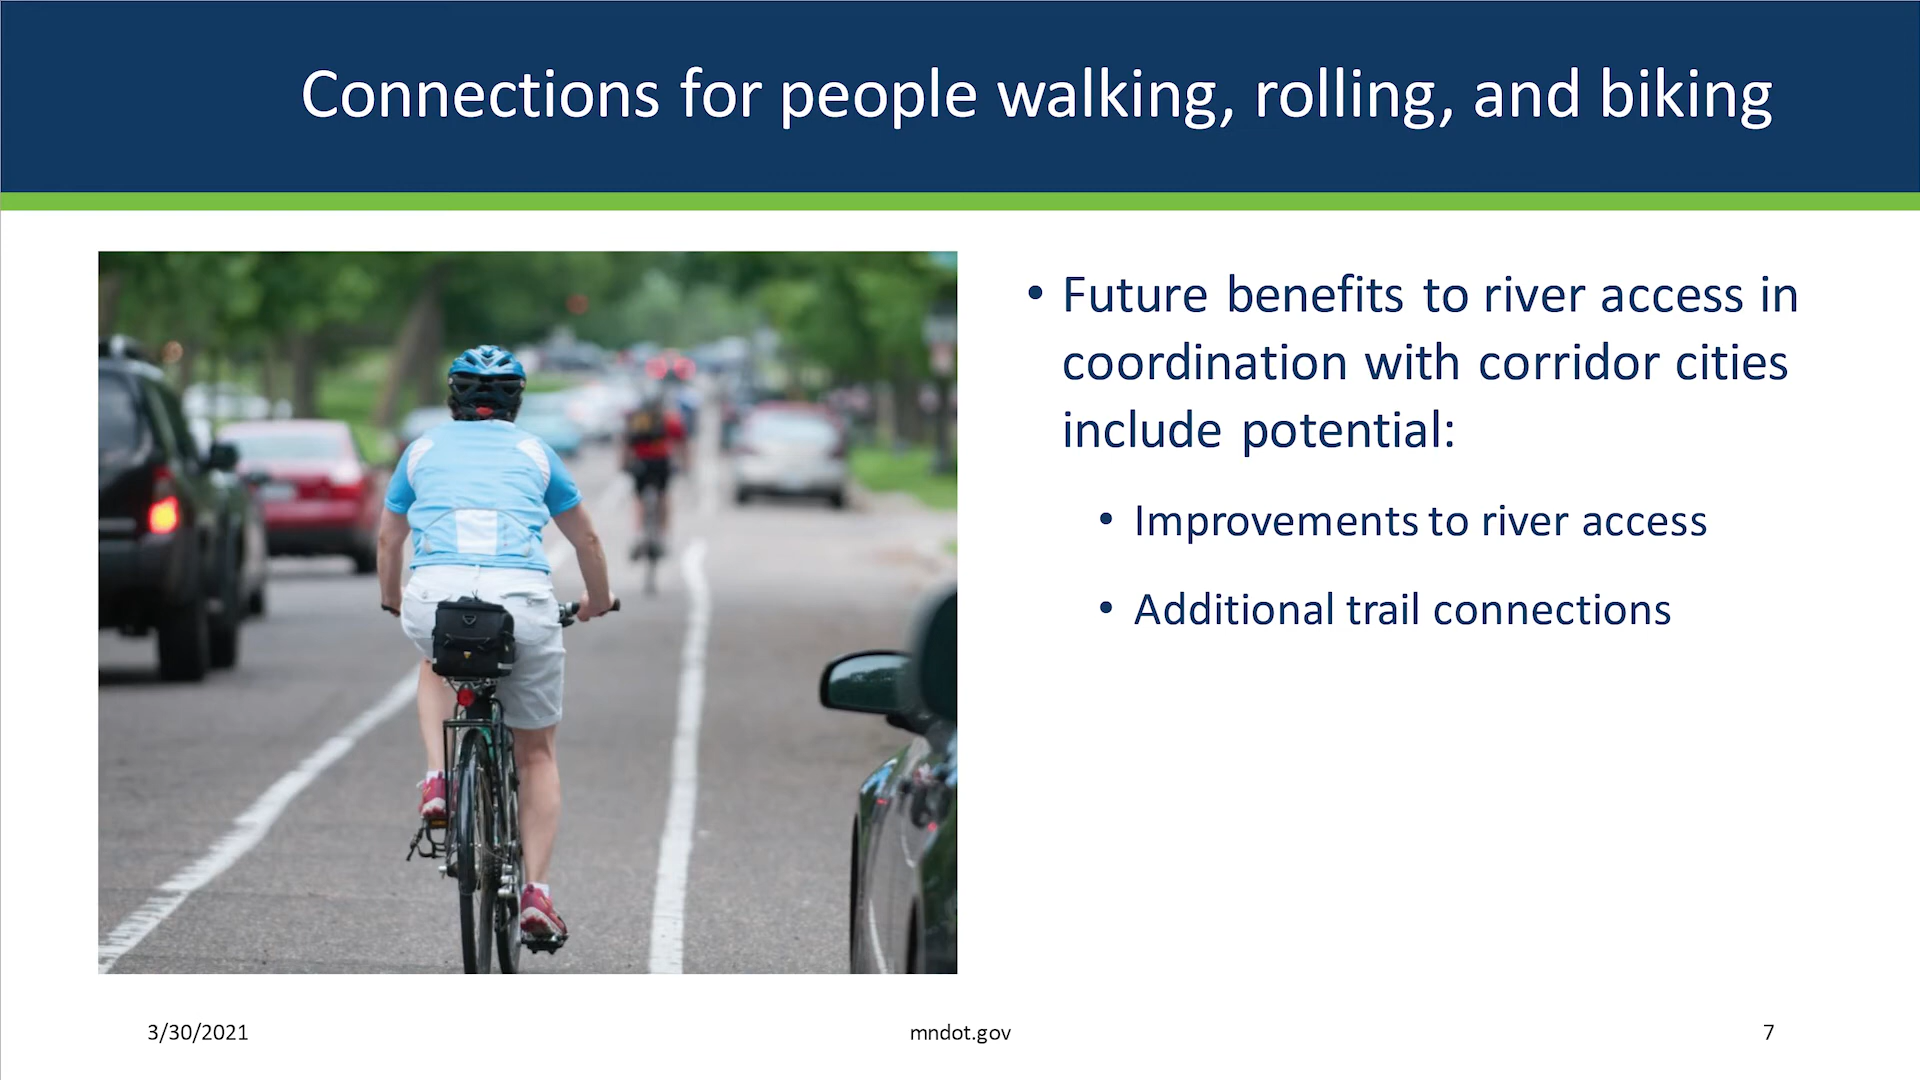 Connections for people walking, rolling, and biking
• Future benefits to river access in
coordination with corridor cities
include potential:
• Improvements to river access
• Additional trail connections
3/30/2021
mndot.gov
7